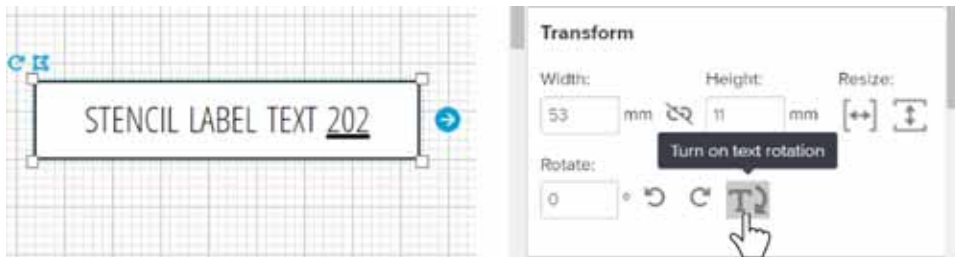 STENCIL LABEL TEXT 202
Transform
Width:
Height:
Resize:
53 mm
11 mm
Turn on text rotation
Rotate:
0 °
T